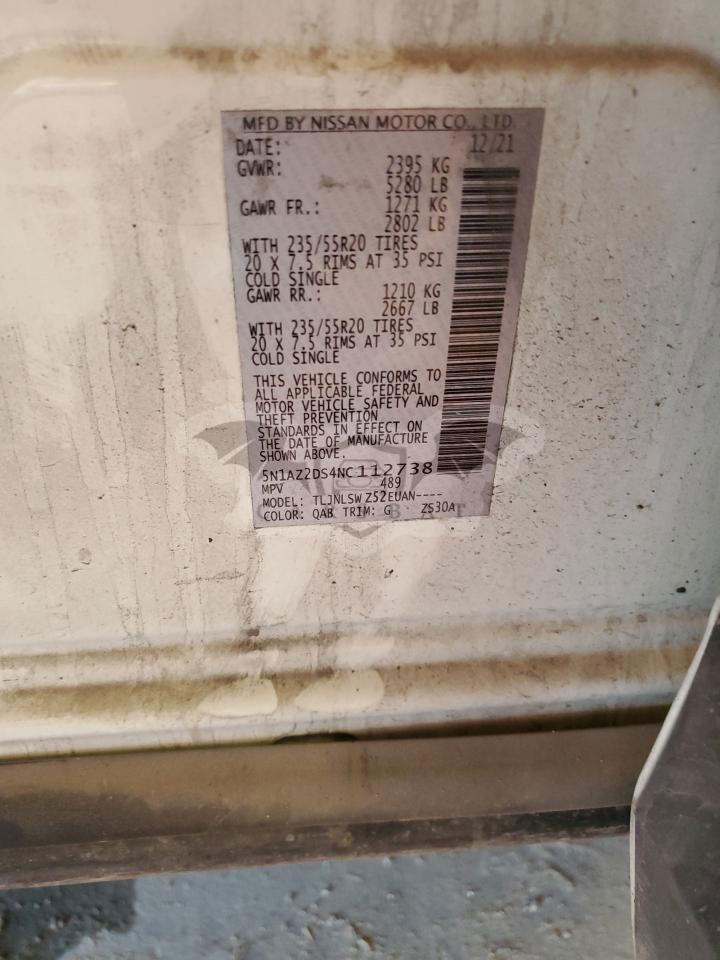 MFD BY NISSAN MOTOR CO., LTD.
DATE: 12/21
GVWR: 2395 KG
5280 LB
GAWR FR.: 1271 KG
2802 LB
WITH 235/55R20 TIRES
20 X 7.5 RIMS AT 35 PSI
COLD SINGLE
GAWR RR.: 1210 KG
2667 LB
WITH 235/55R20 TIRES
20 X 7.5 RIMS AT 35 PSI
COLD SINGLE
THIS VEHICLE CONFORMS TO
ALL APPLICABLE FEDERAL
MOTOR VEHICLE SAFETY AND
THEFT PREVENTION
STANDARDS IN EFFECT ON
THE DATE OF MANUFACTURE
SHOWN ABOVE.
5N1AZ2DS4NC112738
MPV 489
MODEL: TLJNLSW Z52EUAN----
COLOR: QAB TRIM: G ZS30A